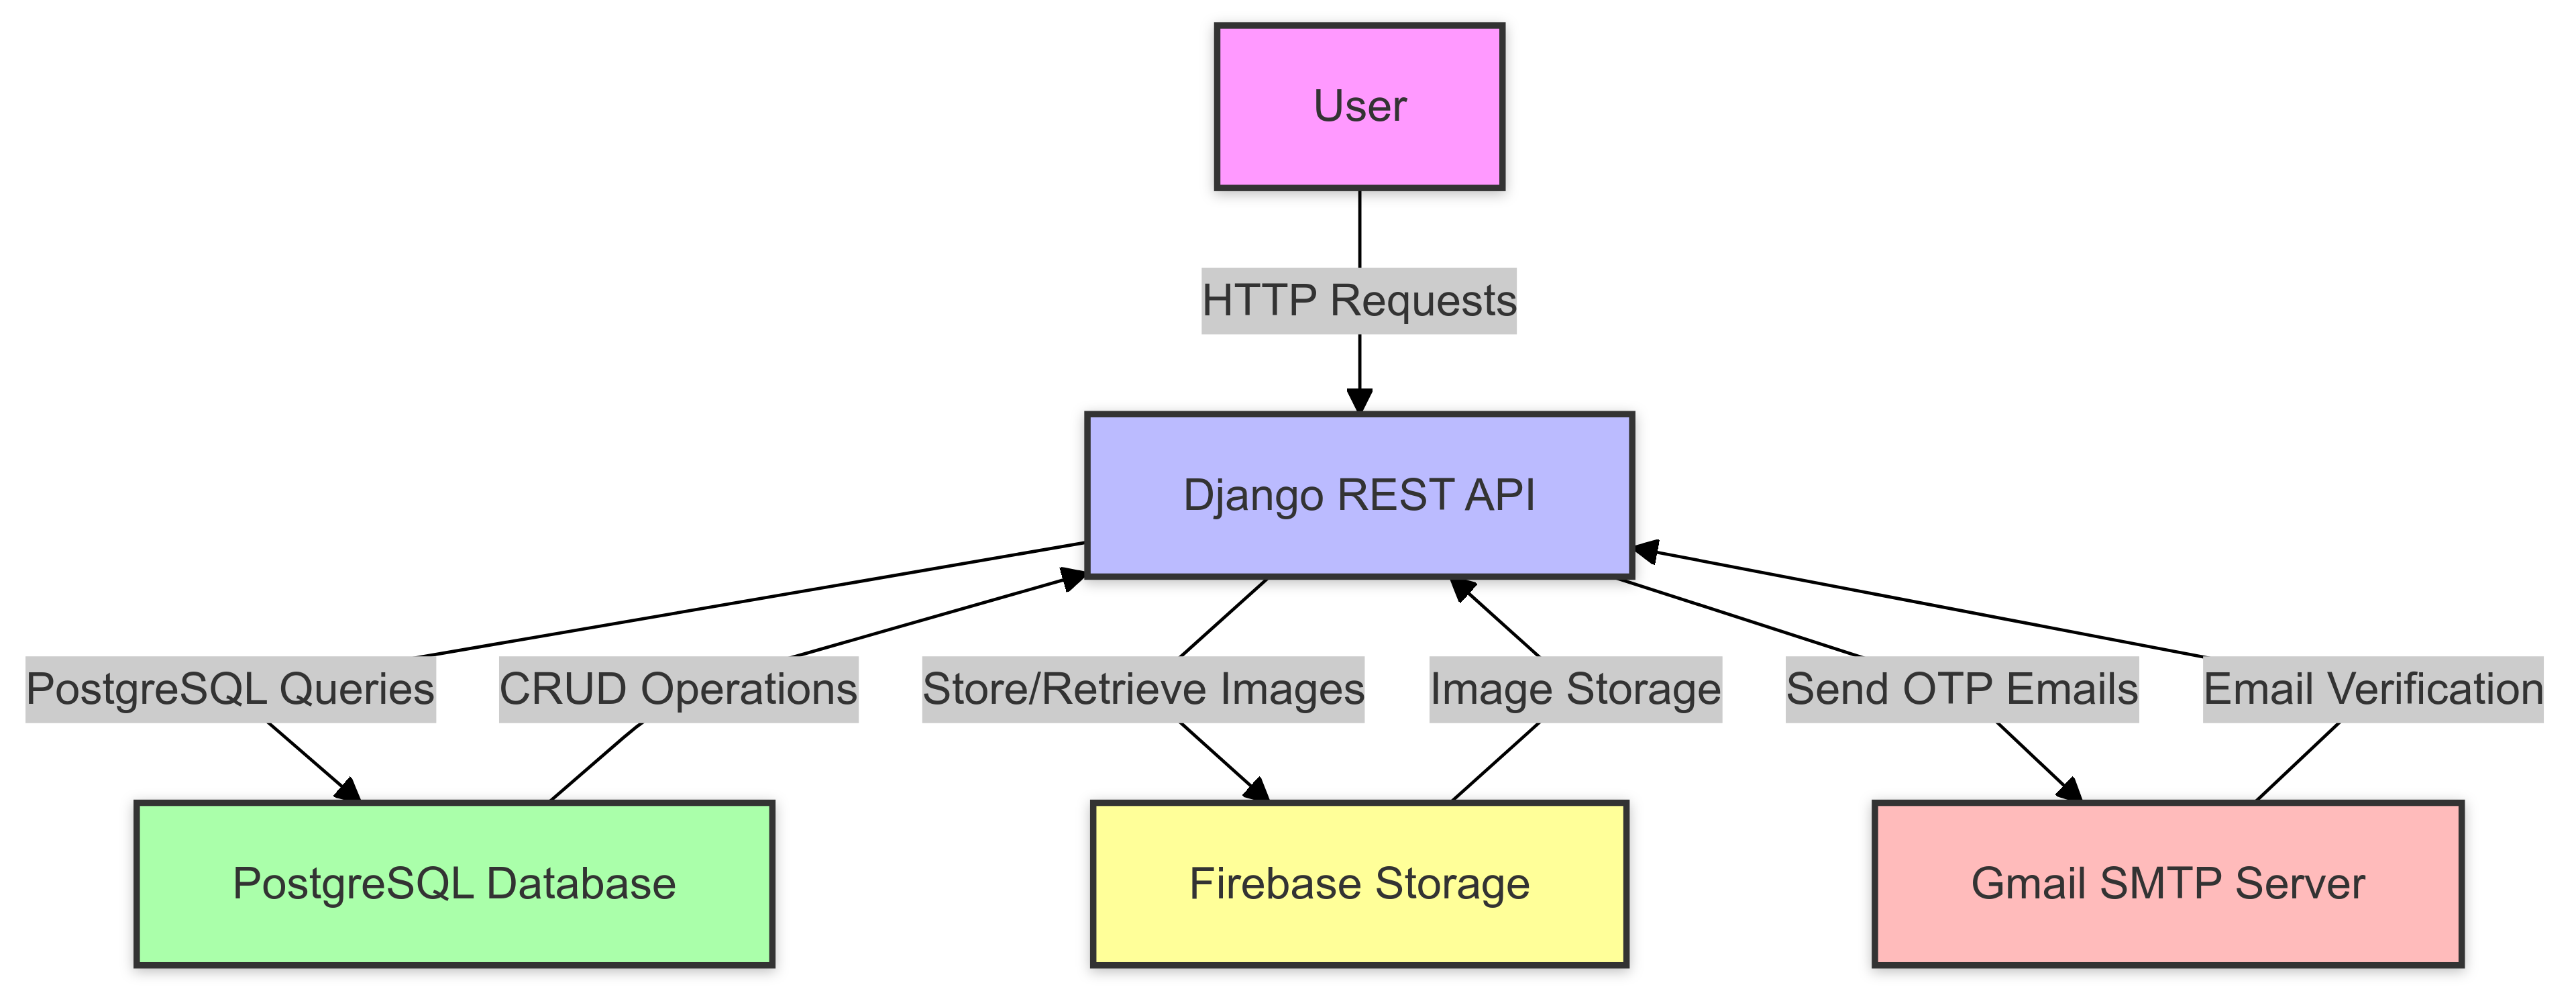 User
HTTP Requests
Django REST API
PostgreSQL Queries
CRUD Operations
Store/Retrieve Images
Image Storage
Send OTP Emails
Email Verification
PostgreSQL Database
Firebase Storage
Gmail SMTP Server